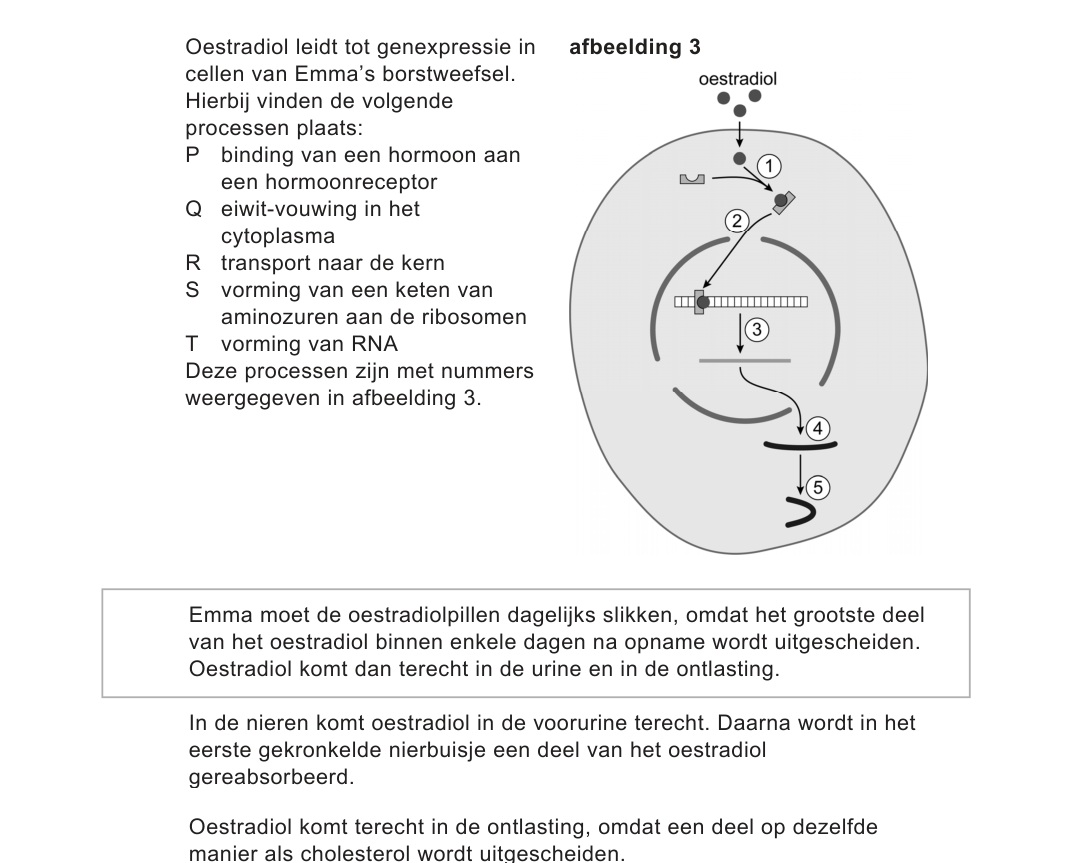 Oestradiol leidt tot genexpressie in
cellen van Emma's borstweefsel.
Hierbij vinden de volgende
processen plaats:
P binding van een hormoon aan
een hormoonreceptor
Q eiwit-vouwing in het
cytoplasma
R transport naar de kern
S vorming van een keten van
aminozuren aan de ribosomen
T vorming van RNA
Deze processen zijn met nummers
weergegeven in afbeelding 3.
afbeelding 3
oestradiol
1
2
3
4
5
Emma moet de oestradiolpillen dagelijks slikken, omdat het grootste deel
van het oestradiol binnen enkele dagen na opname wordt uitgescheiden.
Oestradiol komt dan terecht in de urine en in de ontlasting.
In de nieren komt oestradiol in de voorurine terecht. Daarna wordt in het
eerste gekronkelde nierbuisje een deel van het oestradiol
gereabsorbeerd.
Oestradiol komt terecht in de ontlasting, omdat een deel op dezelfde
manier als cholesterol wordt uitgescheiden.